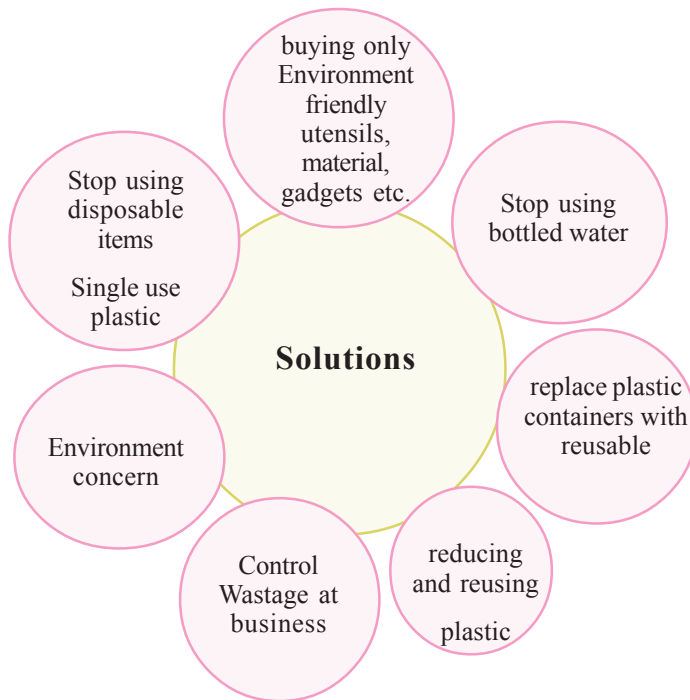 buying only
Environment
friendly
utensils,
material,
gadgets etc.
Stop using
bottled water
replace plastic
containers with
reusable
reducing
and reusing
plastic
Control
Wastage at
business
Environment
concern
Stop using
disposable
items
Single use
plastic
Solutions